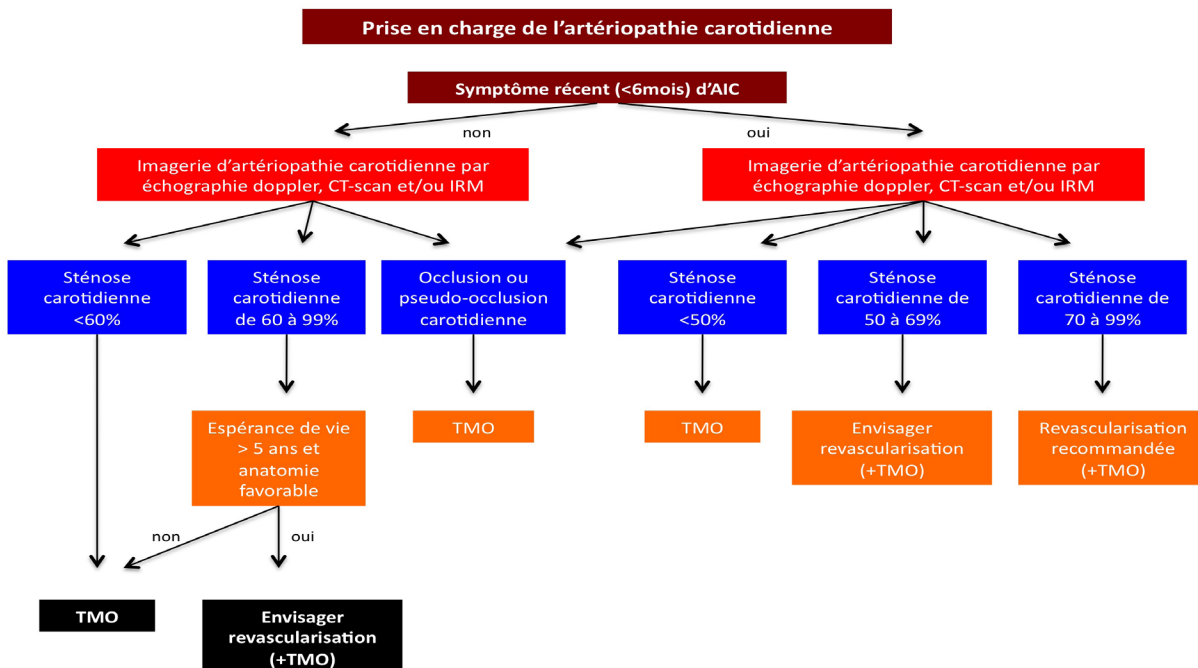 Prise en charge de l’artériopathie carotidienne
Symptôme récent (<6mois) d’AIC
non
oui
Imagerie d’artériopathie carotidienne par
échographie doppler, CT-scan et/ou IRM
Imagerie d’artériopathie carotidienne par
échographie doppler, CT-scan et/ou IRM
Sténose
carotidienne
<60%
Sténose
carotidienne
de 60 à 99%
Occlusion ou
pseudo-occlusion
carotidienne
Sténose
carotidienne
<50%
Sténose
carotidienne de
50 à 69%
Sténose
carotidienne de
70 à 99%
Espérance de vie
> 5 ans et
anatomie
favorable
TMO
TMO
Envisager
revascularisation
(+TMO)
Revascularisation
recommandée
(+TMO)
non
oui
TMO
Envisager
revascularisation
(+TMO)